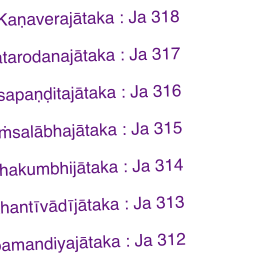 Kaṇaverajātaka : Ja 318
atarodanajātaka : Ja 317
sapaṇḍitajātaka : Ja 316
ṁsalābhajātaka : Ja 315
hakumbhijātaka : Ja 314
hantīvādījātaka : Ja 313
pamandiyajātaka : Ja 312